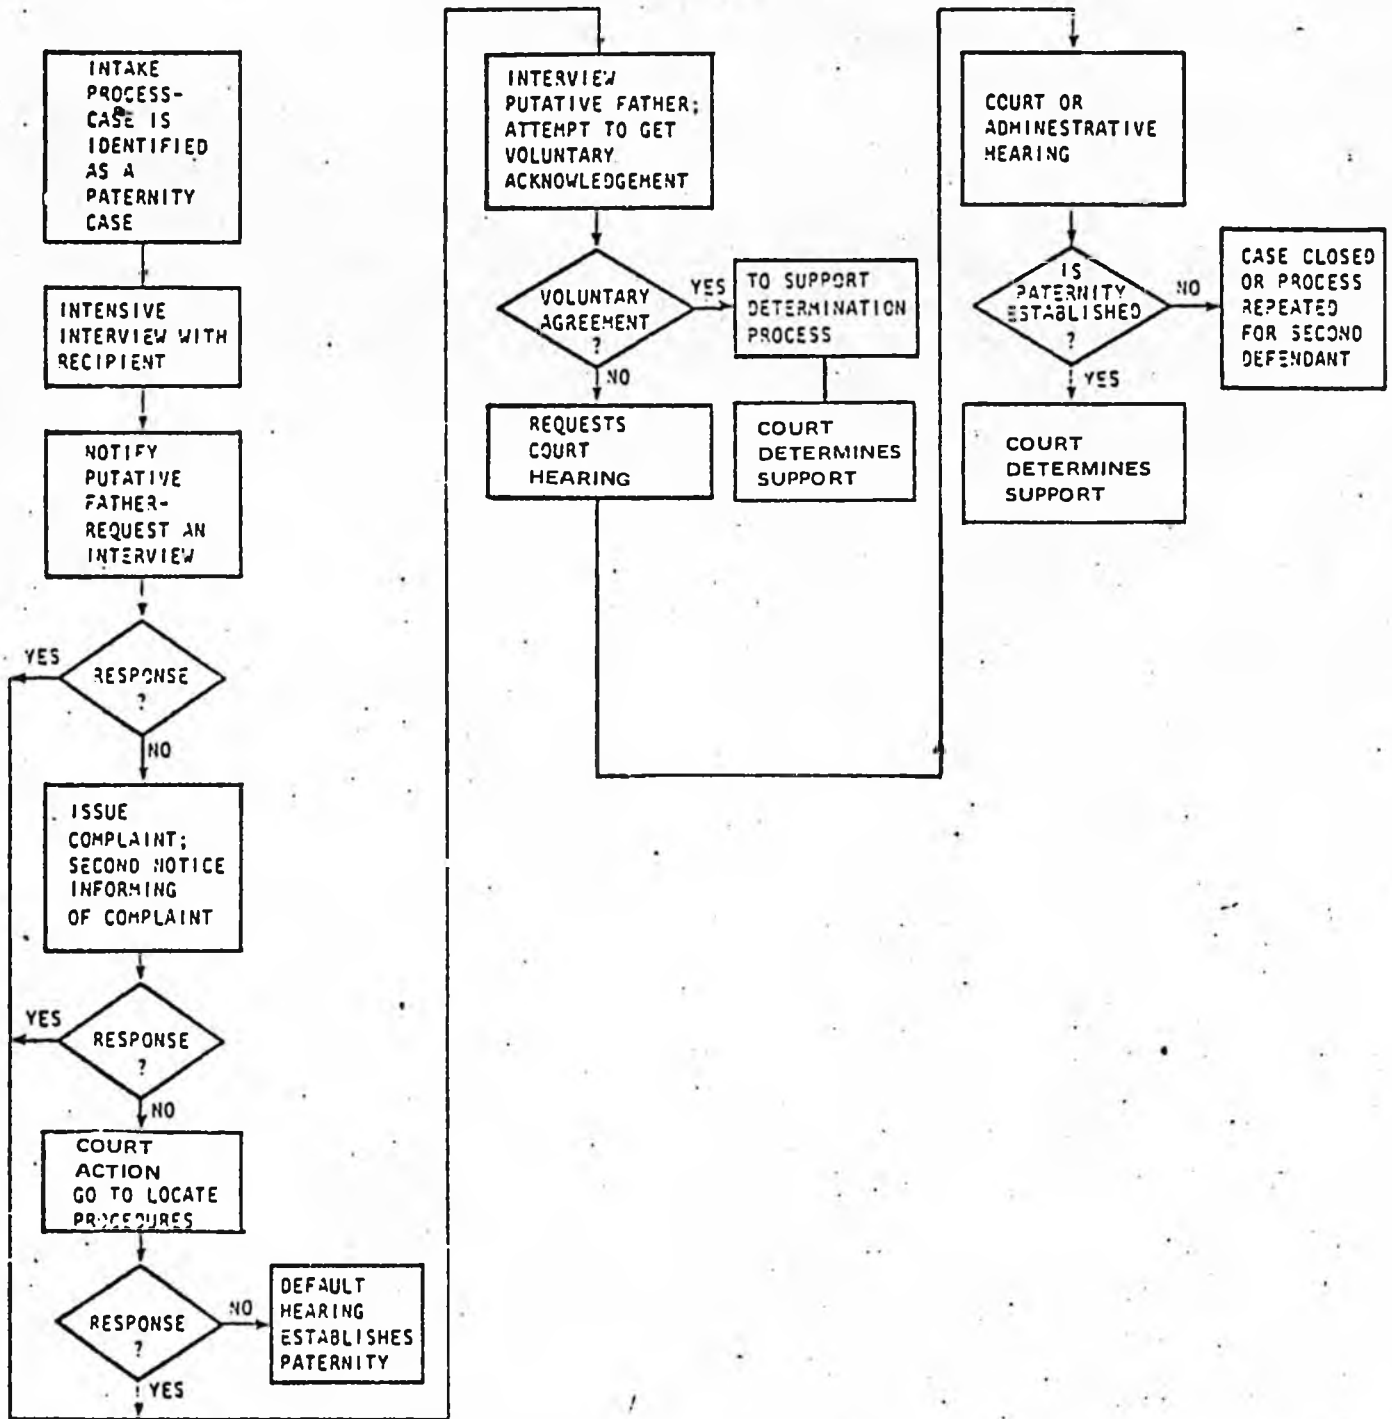 INTAKE
PROCESS-
CASE IS
IDENTIFIED
AS A
PATERNITY
CASE
INTENSIVE
INTERVIEW WITH
RECIPIENT
NOTIFY
PUTATIVE
FATHER-
REQUEST AN
INTERVIEW
YES
RESPONSE
?
NO
ISSUE
COMPLAINT;
SECOND NOTICE
INFORMING
OF COMPLAINT
YES
RESPONSE
?
NO
COURT
ACTION
GO TO LOCATE
PROCEDURES
RESPONSE
?
NO
YES
DEFAULT
HEARING
ESTABLISHES
PATERNITY
INTERVIEW
PUTATIVE FATHER;
ATTEMPT TO GET
VOLUNTARY
ACKNOWLEDGEMENT
VOLUNTARY
AGREEMENT
?
YES
NO
TO SUPPORT
DETERMINATION
PROCESS
REQUESTS
COURT
HEARING
COURT
DETERMINES
SUPPORT
COURT OR
ADMINESTRATIVE
HEARING
IS
PATERNITY
ESTABLISHED
?
NO
YES
CASE CLOSED
OR PROCESS
REPEATED
FOR SECOND
DEFENDANT
COURT
DETERMINES
SUPPORT